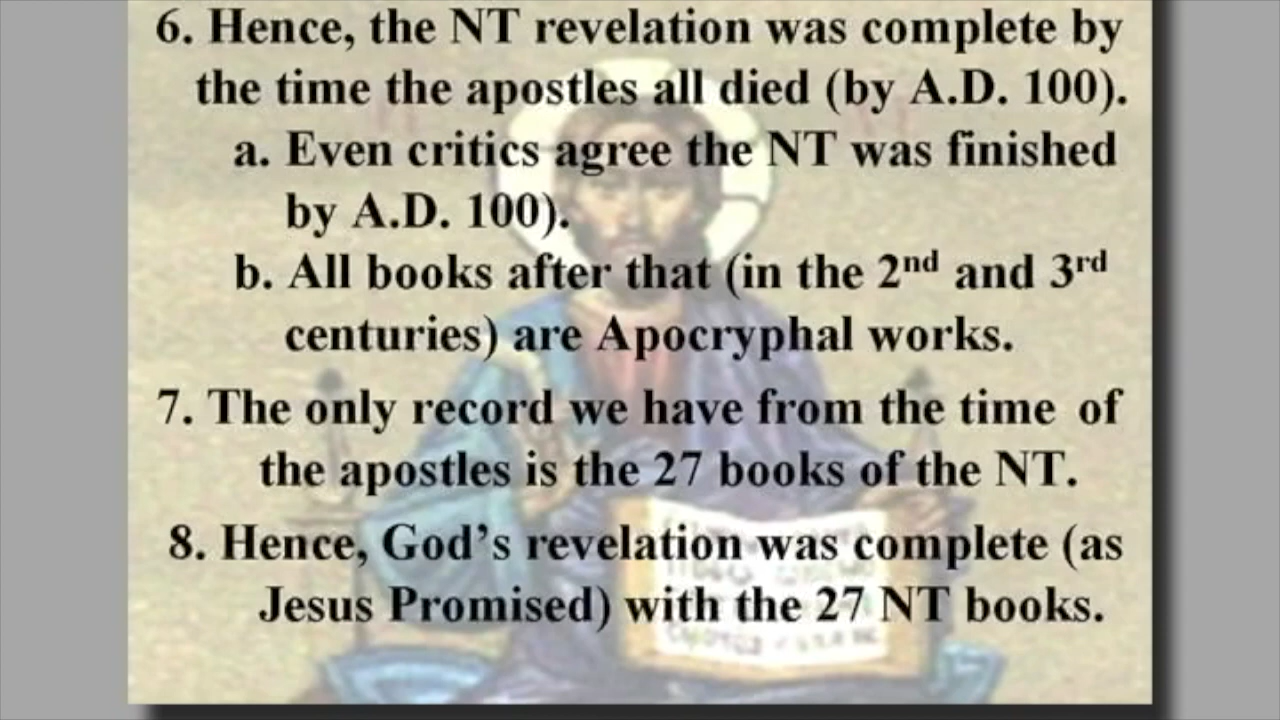 6. Hence, the NT revelation was complete by
the time the apostles all died (by A.D. 100).
a. Even critics agree the NT was finished
by A.D. 100).
b. All books after that (in the 2nd and 3rd
centuries) are Apocryphal works.
7. The only record we have from the time of
the apostles is the 27 books of the NT.
8. Hence, God's revelation was complete (as
Jesus Promised) with the 27 NT books.